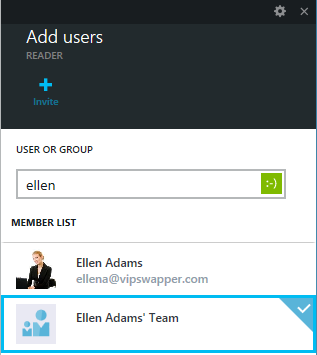 Add users
READER
Invite
USER OR GROUP
ellen
:-)
MEMBER LIST
Ellen Adams
ellena@vipswapper.com
Ellen Adams' Team